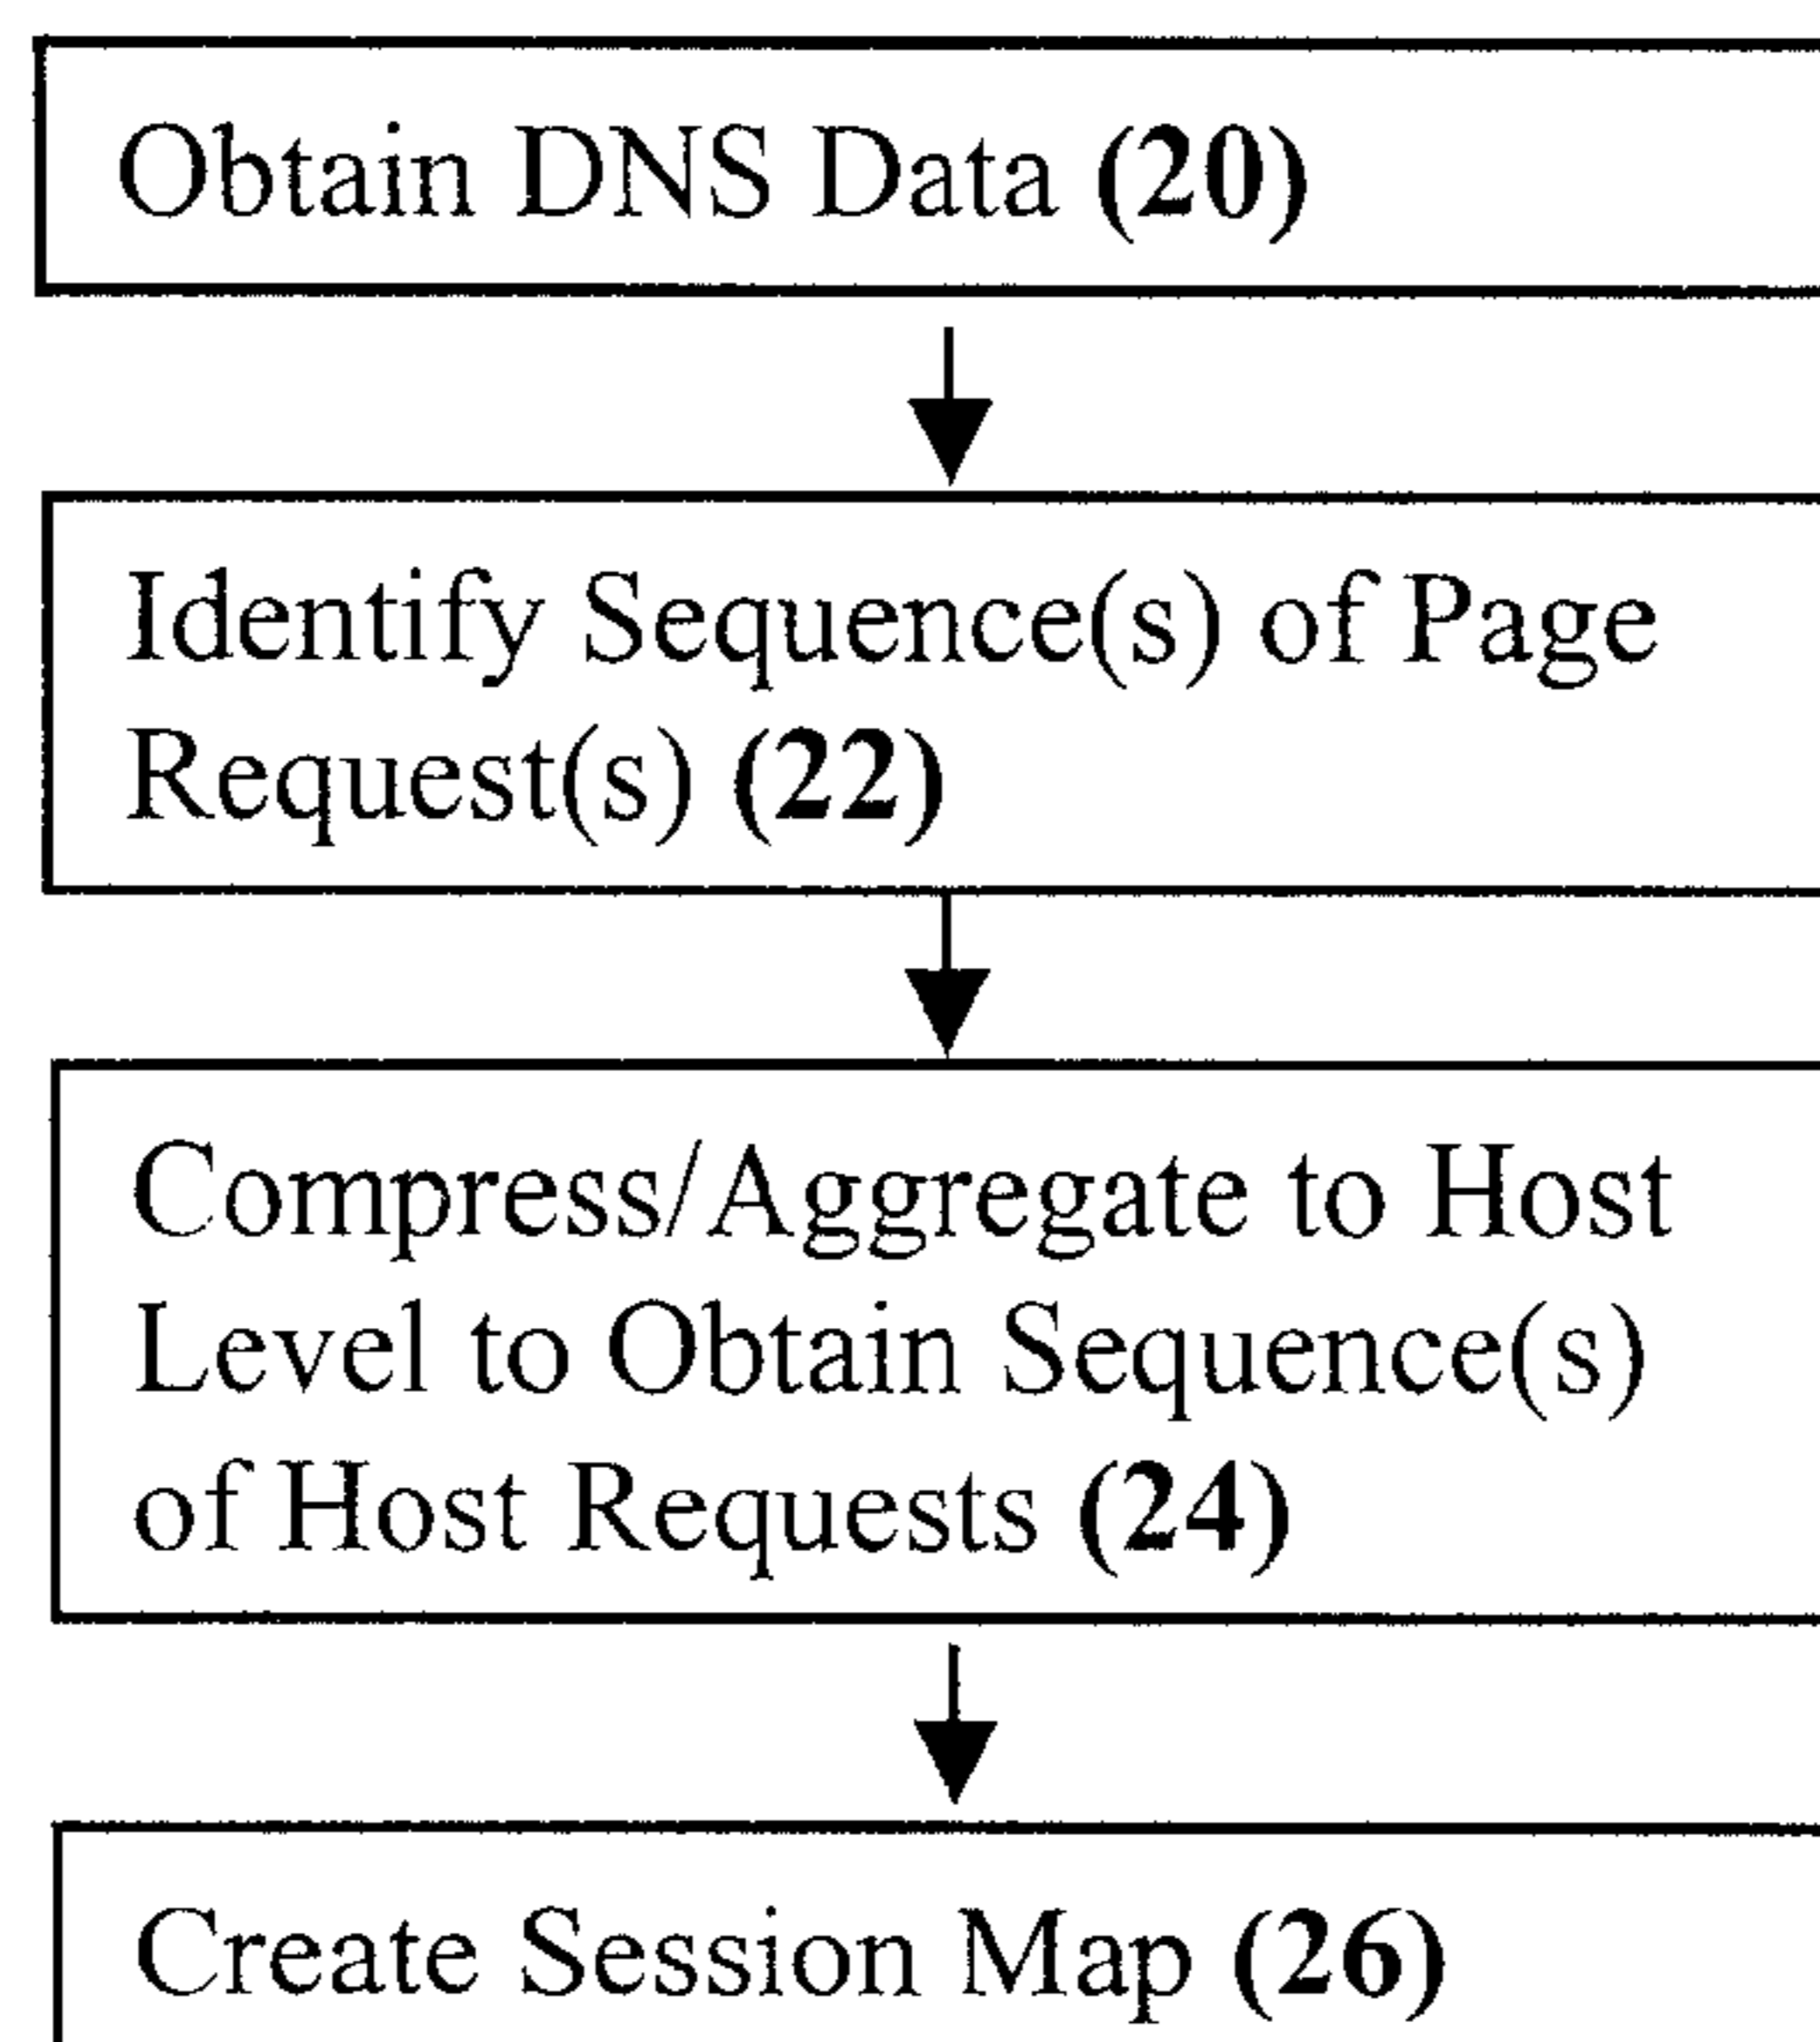 Obtain DNS Data (20)
Identify Sequence(s) of Page
Request(s) (22)
Compress/Aggregate to Host
Level to Obtain Sequence(s)
of Host Requests (24)
Create Session Map (26)